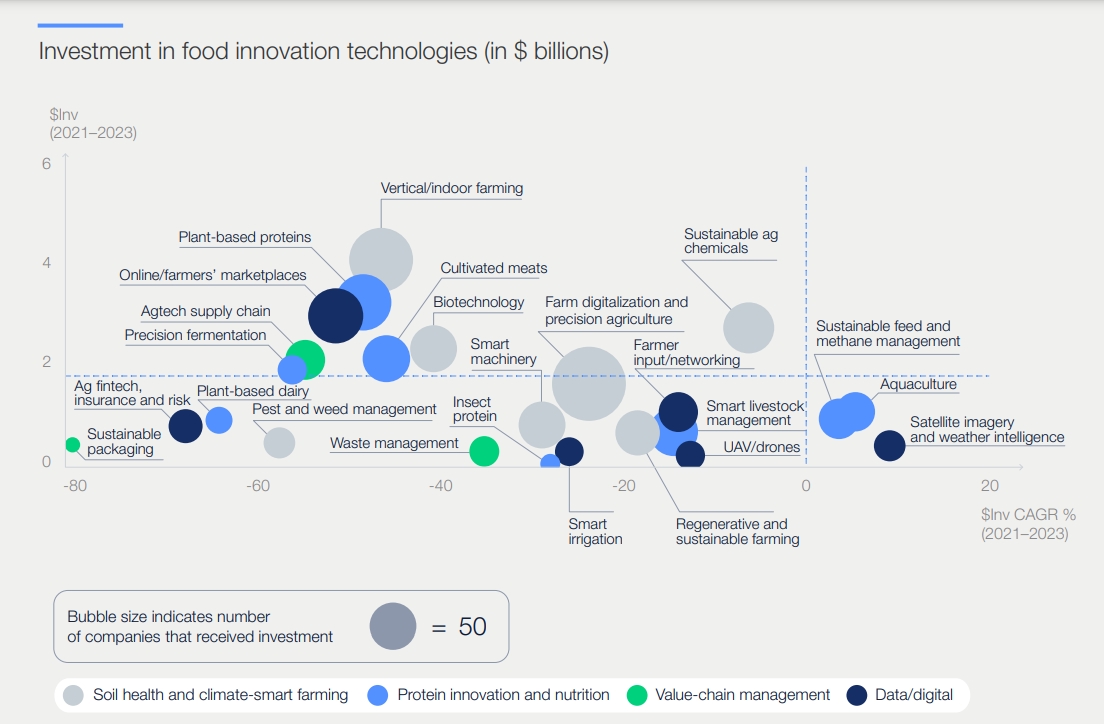 Investment in food innovation technologies (in $ billions)
$Inv
(2021–2023)
6
4
2
0
Vertical/indoor farming
Plant-based proteins
Online/farmers’ marketplaces
Agtech supply chain
Precision fermentation
Cultivated meats
Biotechnology
Smart
machinery
Farm digitalization and
precision agriculture
Farmer
input/networking
Sustainable ag
chemicals
Sustainable feed and
methane management
Aquaculture
Satellite imagery
and weather intelligence
Ag fintech,
insurance and risk
Plant-based dairy
Pest and weed management
Sustainable
packaging
Waste management
Insect
protein
Smart livestock
management
UAV/drones
Smart
irrigation
Regenerative and
sustainable farming
-80
-60
-40
-20
0
20
$Inv CAGR %
(2021–2023)
Bubble size indicates number
of companies that received investment
= 50
Soil health and climate-smart farming
Protein innovation and nutrition
Value-chain management
Data/digital